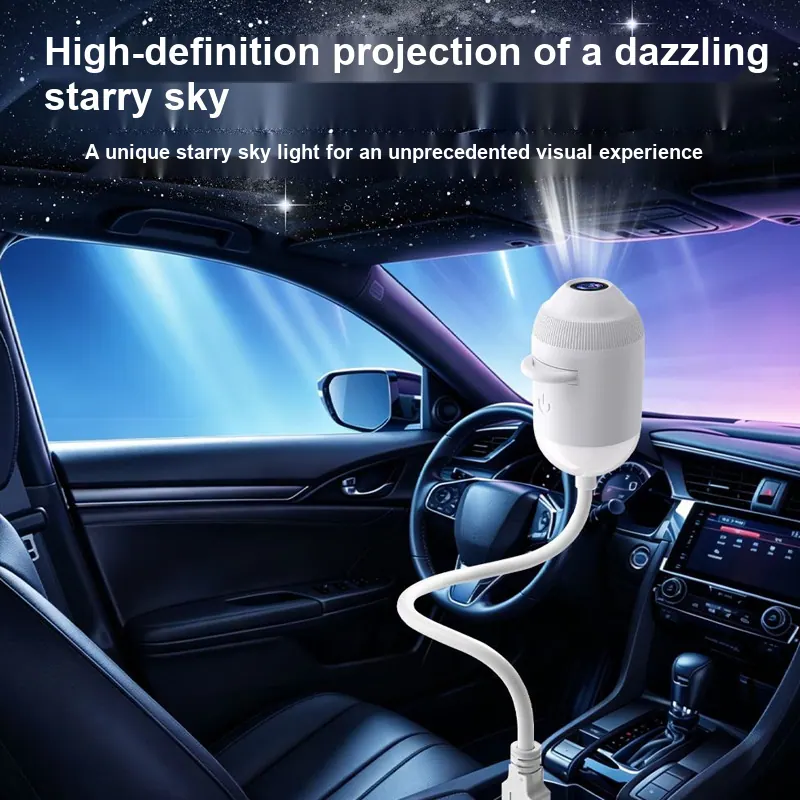 High-definition projection of a dazzling
starry sky
A unique starry sky light for an unprecedented visual experience